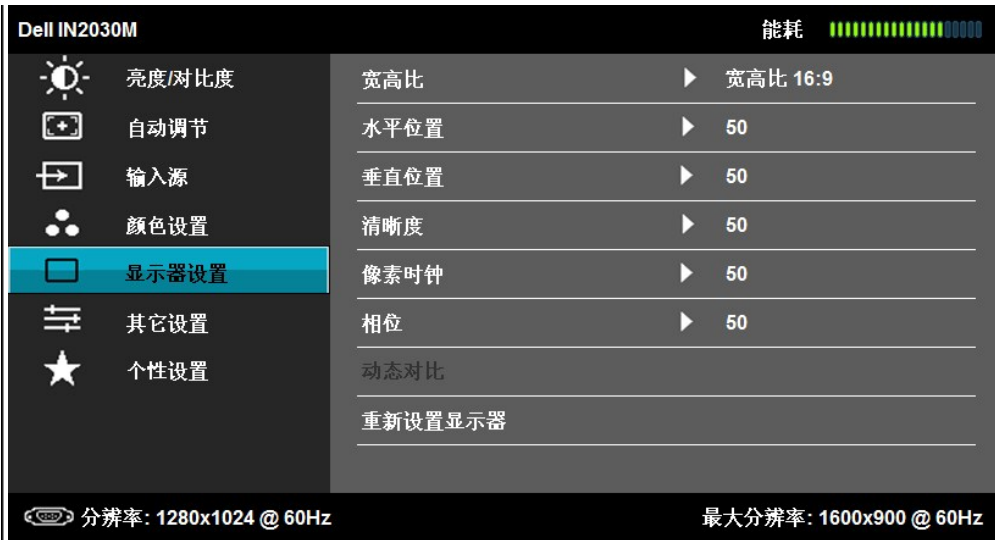 Dell IN2030M 能耗
亮度/对比度
自动调节
输入源
颜色设置
显示器设置
其它设置
个性设置
宽高比 宽高比 16:9
水平位置 50
垂直位置 50
清晰度 50
像素时钟 50
相位 50
动态对比
重新设置显示器
分辨率: 1280x1024 @ 60Hz 最大分辨率: 1600x900 @ 60Hz